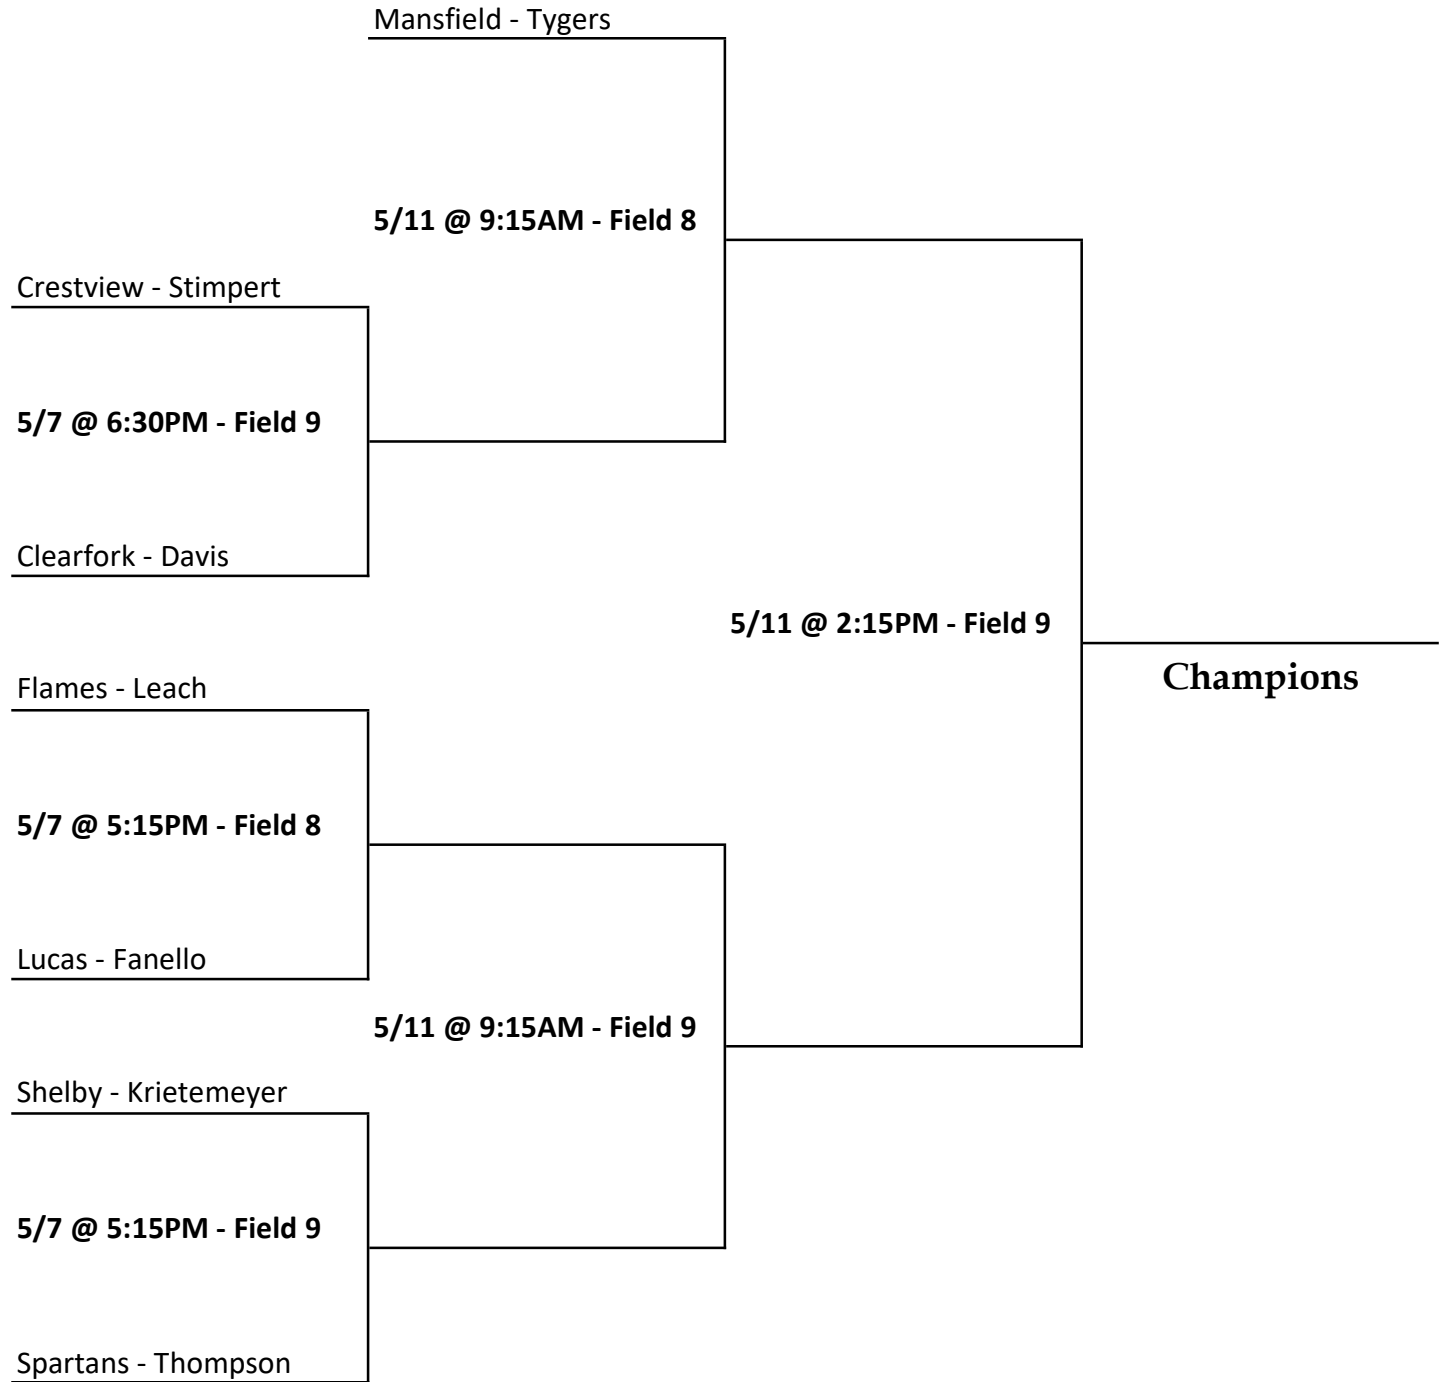 Mansfield - Tygers
5/11 @ 9:15AM - Field 8
Crestview - Stimpert
5/7 @ 6:30PM - Field 9
Clearfork - Davis
5/11 @ 2:15PM - Field 9
Champions
Flames - Leach
5/7 @ 5:15PM - Field 8
Lucas - Fanello
5/11 @ 9:15AM - Field 9
Shelby - Krietemeyer
5/7 @ 5:15PM - Field 9
Spartans - Thompson